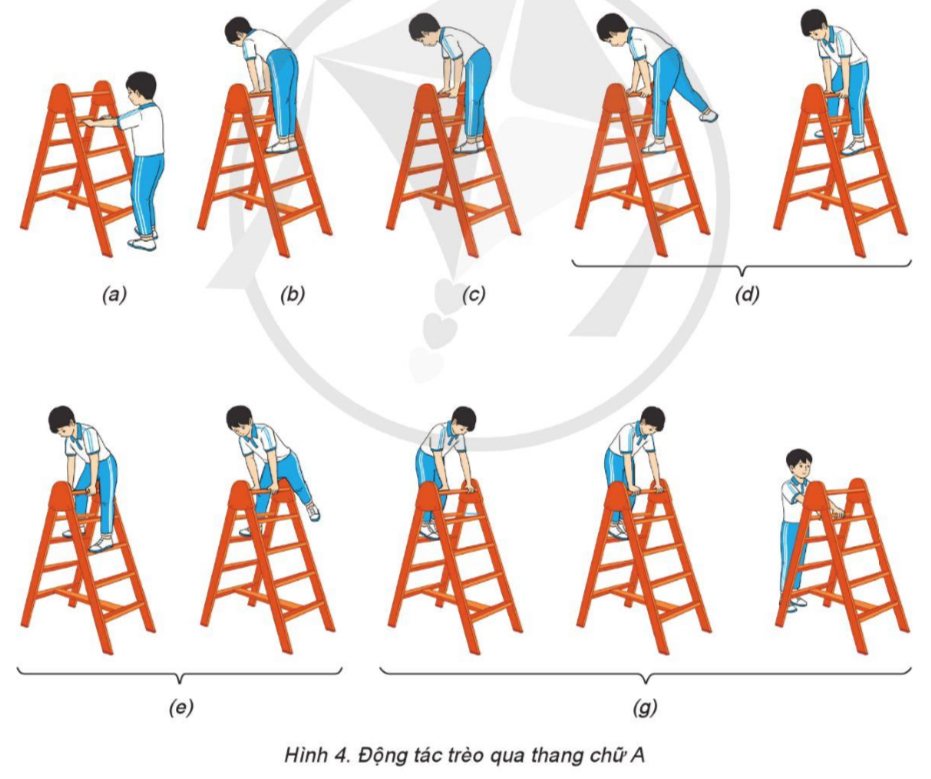 (a) (b) (c) (d)
(e) (g)
Hình 4. Động tác trèo qua thang chữ A